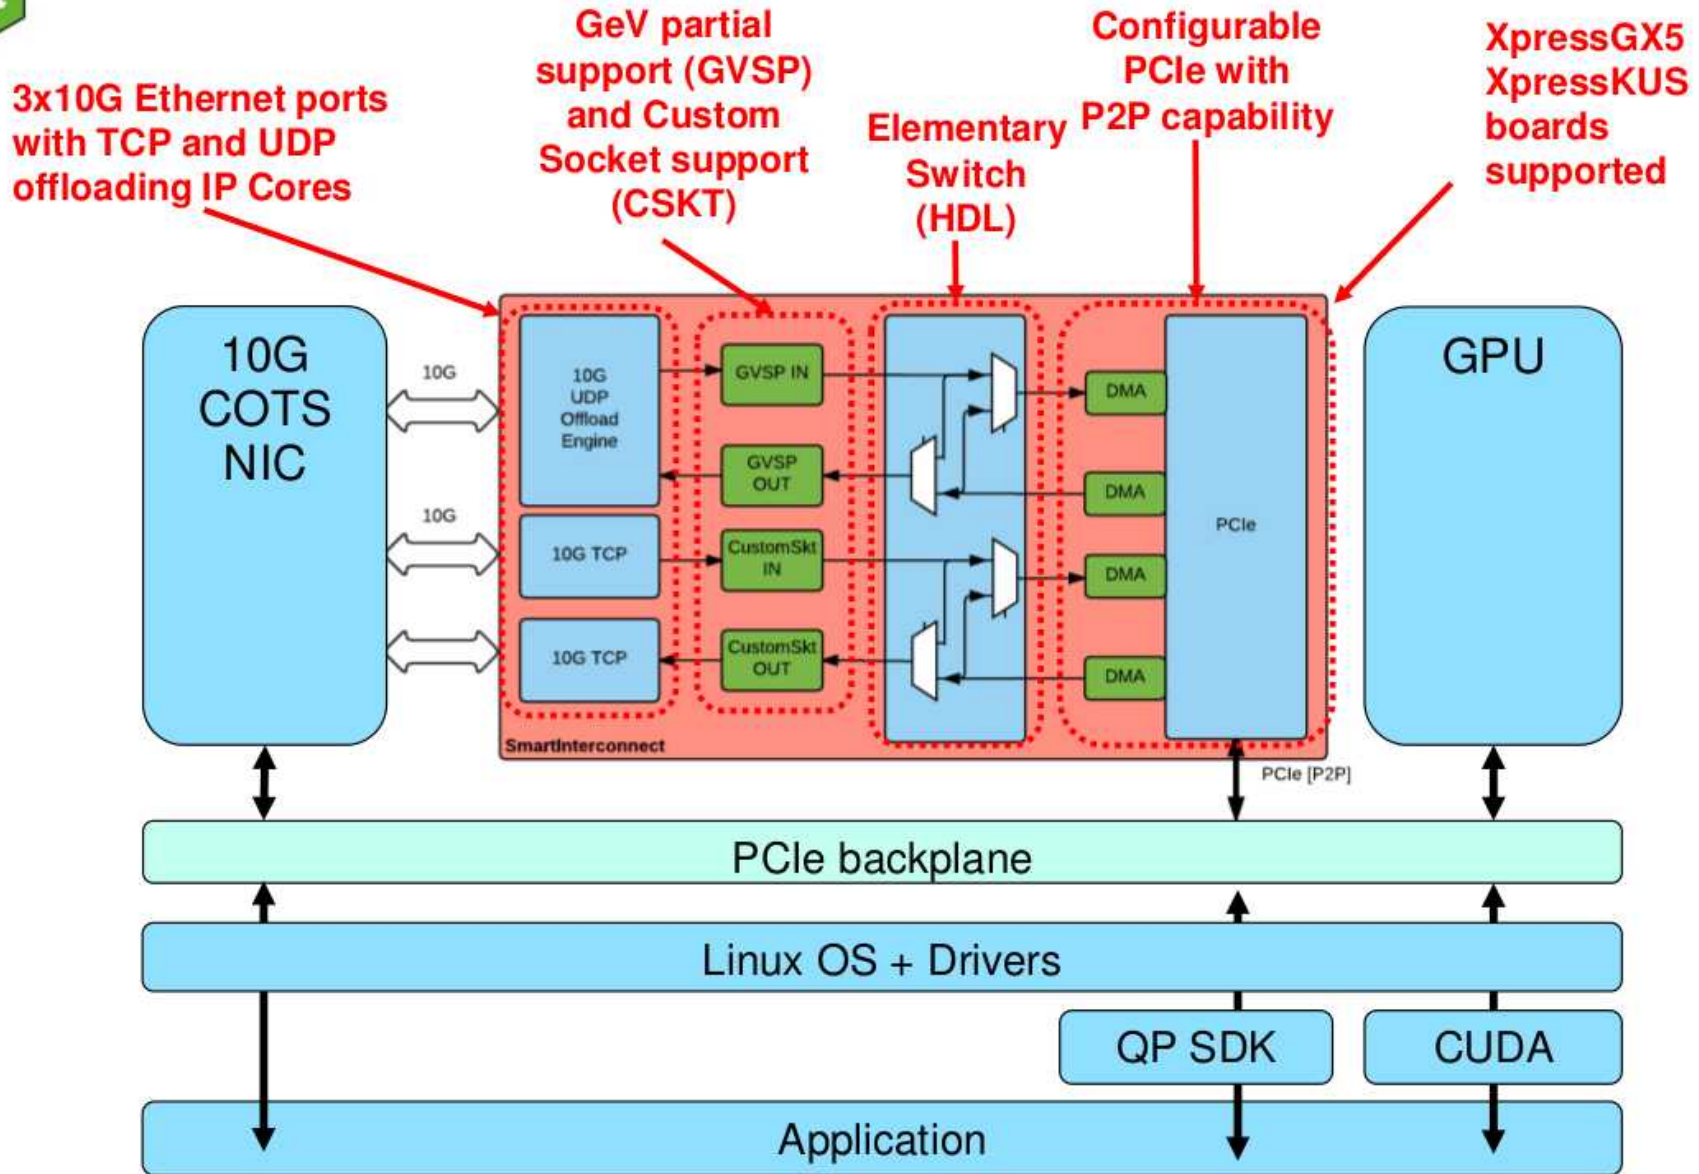 GeV partial
support (GVSP)
and Custom
Socket support
(CSKT)
Configurable
PCIe with
P2P capability
XpressGX5
XpressKUS
boards
supported
3x10G Ethernet ports
with TCP and UDP
offloading IP Cores
Elementary
Switch
(HDL)
10G
COTS
NIC
10G
10G
10G
UDP
Offload
Engine
10G TCP
10G TCP
GVSP IN
GVSP
OUT
CustomSkt
IN
CustomSkt
OUT
DMA
DMA
DMA
DMA
PCIe
SmartInterconnect
GPU
PCIe [P2P]
PCIe backplane
Linux OS + Drivers
QP SDK
CUDA
Application